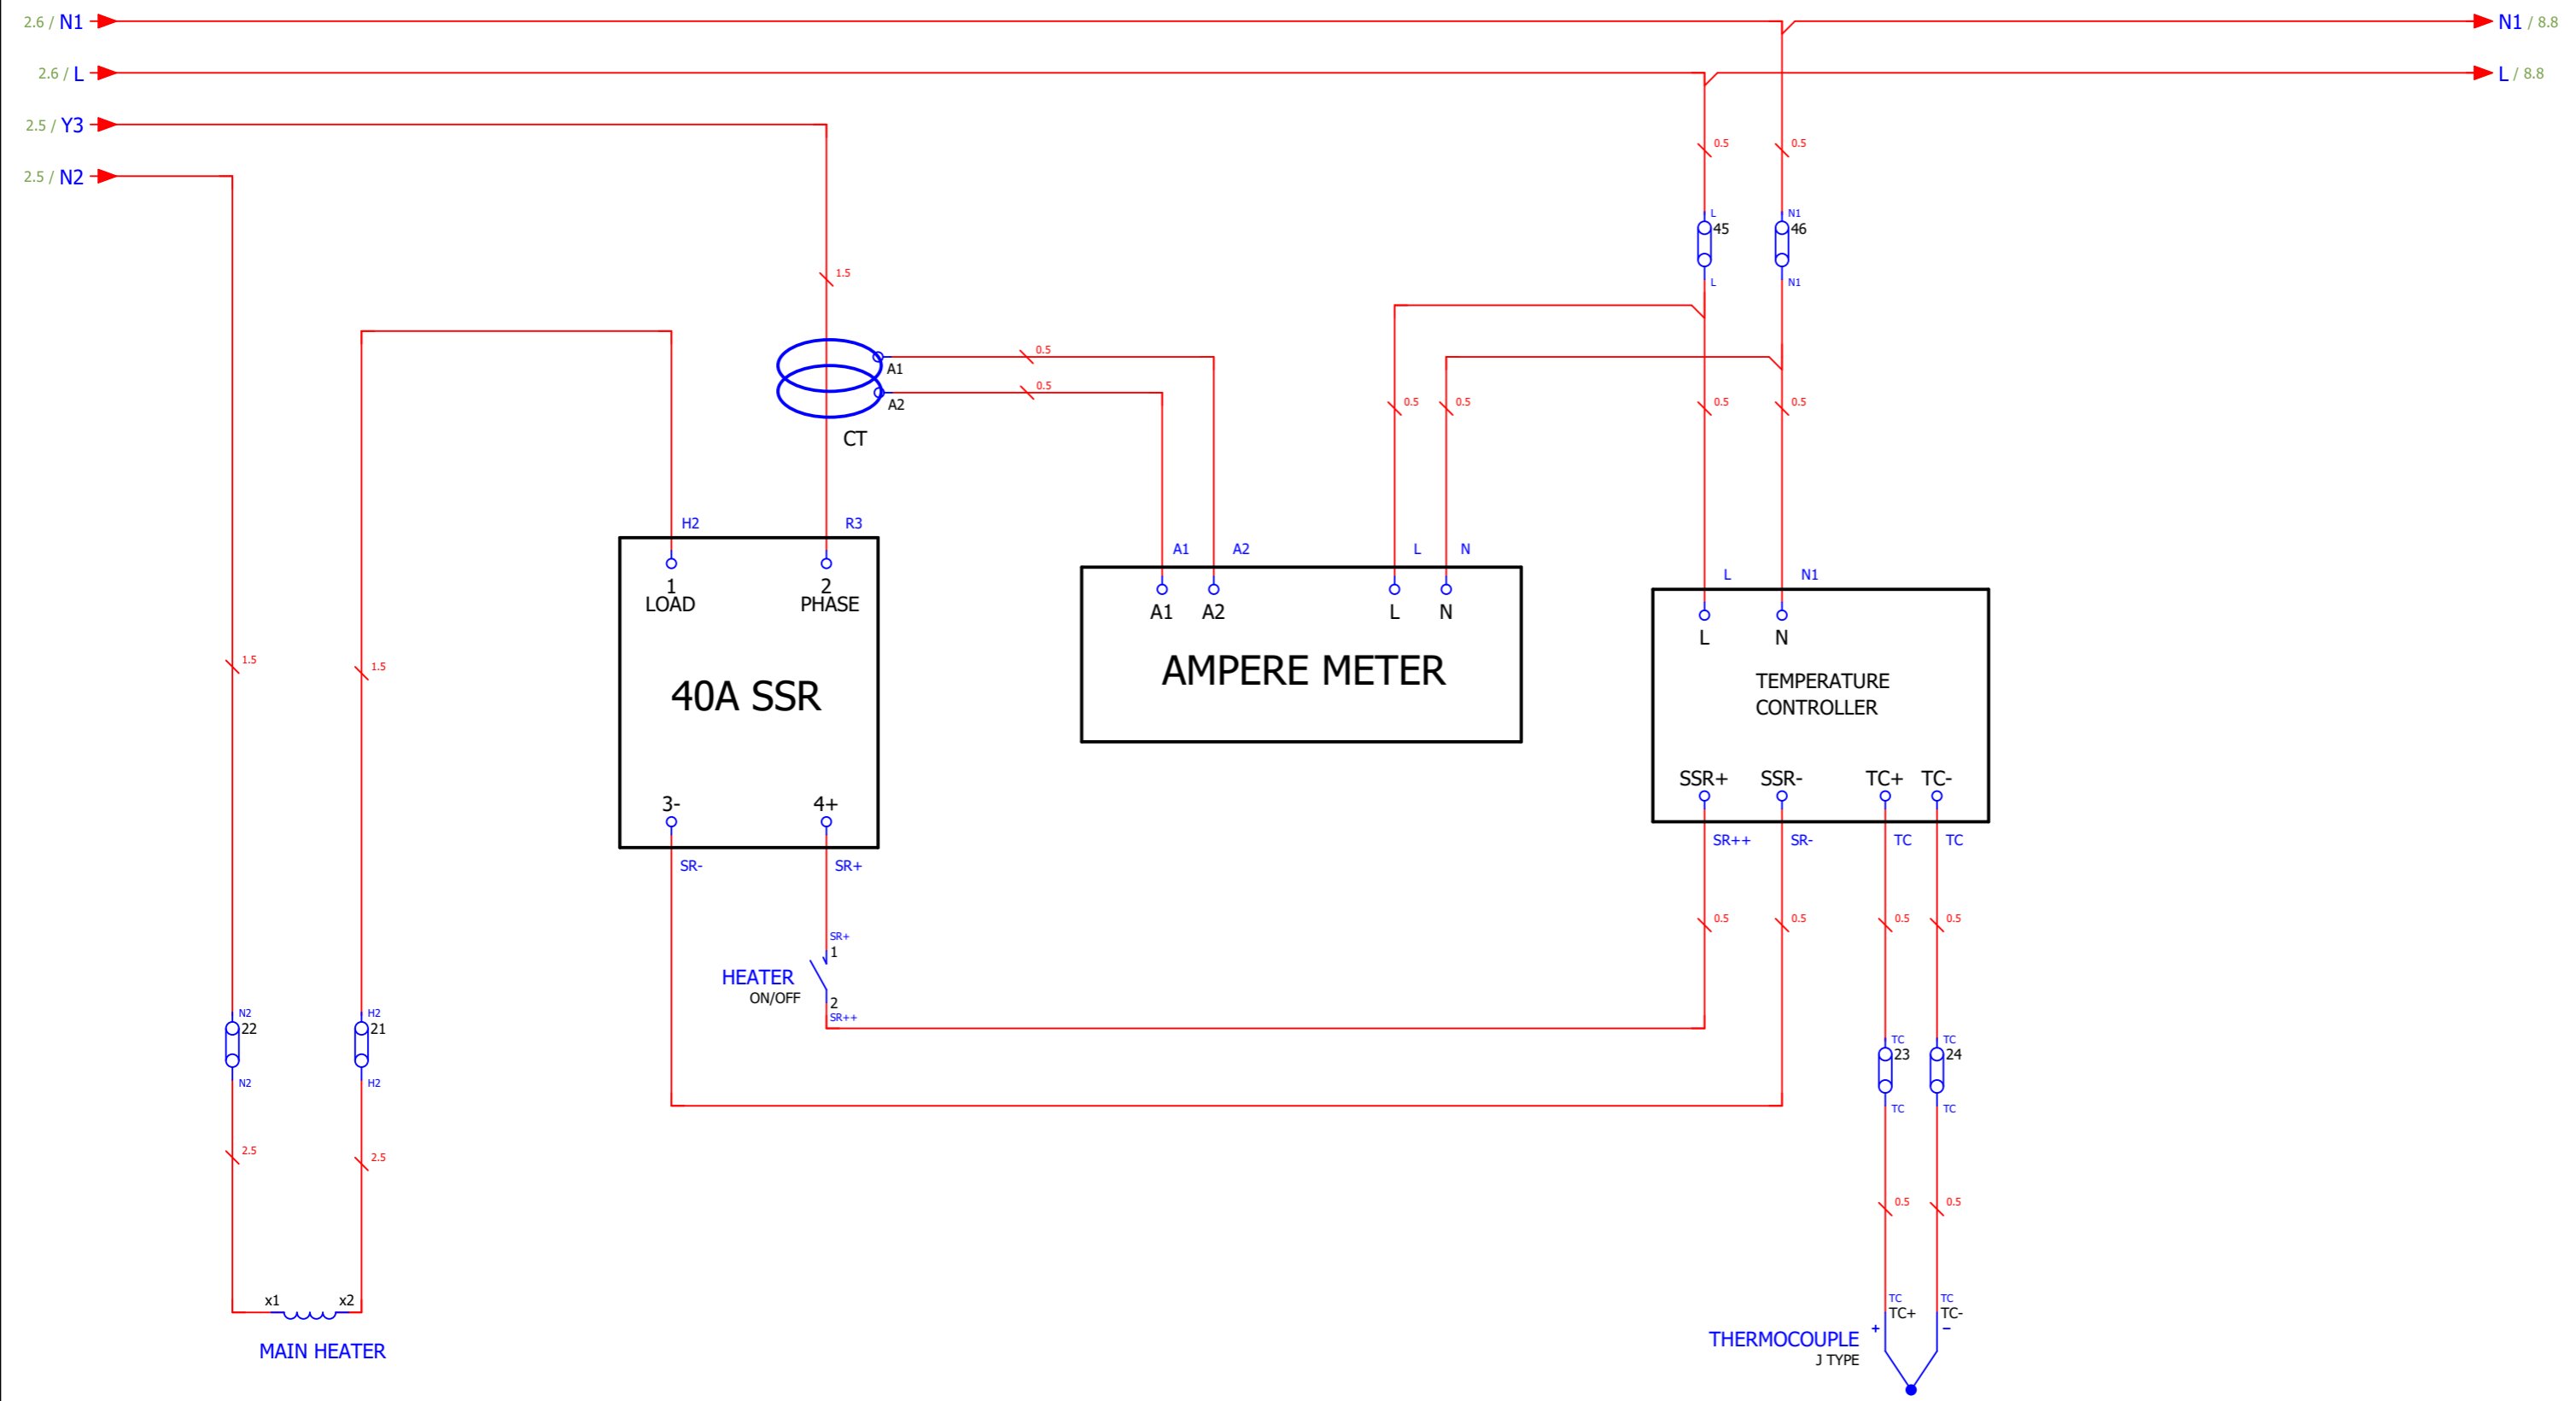 2.6 / N1
N1 / 8.8
2.6 / L
L / 8.8
2.5 / Y3
2.5 / N2
0.5
0.5
L
N1
45
46
L
N1
1.5
0.5
A1
0.5
A2
CT
0.5
0.5
0.5
0.5
H2
R3
1
LOAD
2
PHASE
40A SSR
3-
4+
SR-
SR+
A1
A2
L
N
A1
A2
L
N
AMPERE METER
L
N1
L
N
TEMPERATURE
CONTROLLER
SSR+
SSR-
TC+
TC-
SR++
SR-
TC
TC
1.5
1.5
0.5
0.5
0.5
0.5
SR+
1
HEATER
ON/OFF
2
SR++
N2
22
N2
H2
21
H2
TC
23
TC
TC
24
TC
2.5
2.5
0.5
0.5
x1
x2
MAIN HEATER
TC
TC+
TC
TC-
+
-
THERMOCOUPLE
J TYPE